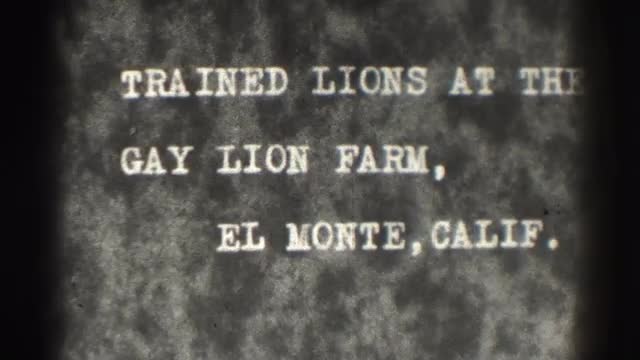 TRAINED LIONS AT THE
GAY LION FARM,
EL MONTE, CALIF.